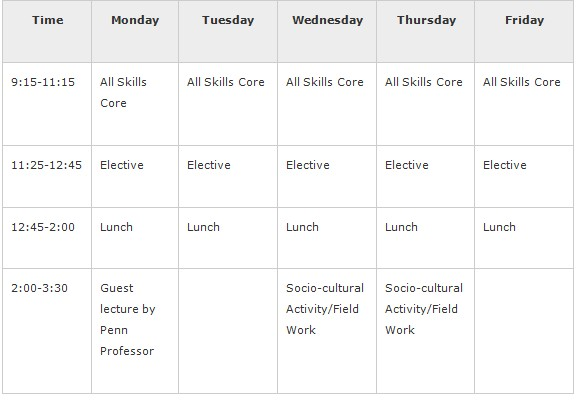 Time Monday Tuesday Wednesday Thursday Friday
9:15-11:15 All Skills Core All Skills Core All Skills Core All Skills Core All Skills Core
11:25-12:45 Elective Elective Elective Elective Elective
12:45-2:00 Lunch Lunch Lunch Lunch Lunch
2:00-3:30 Guest lecture by Penn Professor Socio-cultural Activity/Field Work Socio-cultural Activity/Field Work